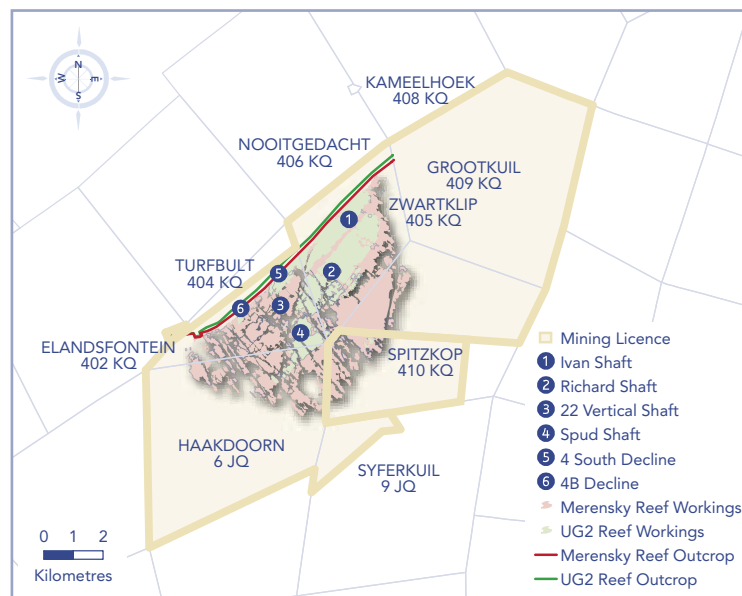 N
W
E
S
KAMEELHOEK
408 KQ
NOOITGEDACHT
406 KQ
GROOTKUIL
409 KQ
ZWARTKLIP
405 KQ
1
TURFBULT
404 KQ
5
2
6
3
4
ELANDSFONTEIN
402 KQ
SPITZKOP
410 KQ
HAAKDOORN
6 JQ
SYFERKUIL
9 JQ
Mining Licence
1 Ivan Shaft
2 Richard Shaft
3 22 Vertical Shaft
4 Spud Shaft
5 4 South Decline
6 4B Decline
Merensky Reef Workings
UG2 Reef Workings
Merensky Reef Outcrop
UG2 Reef Outcrop
0 1 2
Kilometres